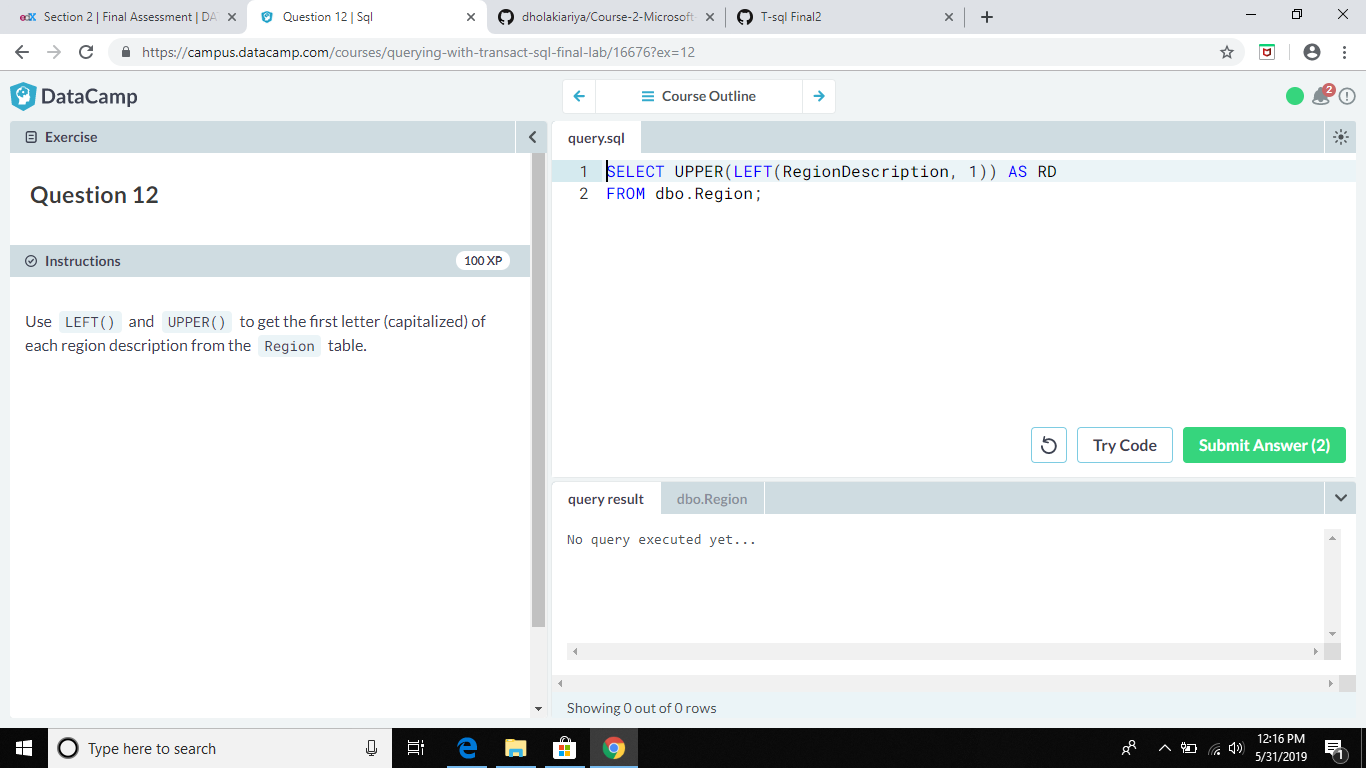 edX Section 2 | Final Assessment | DA
Question 12 | Sql
dholakiariya/Course-2-Microsoft-
T-sql Final2
https://campus.datacamp.com/courses/querying-with-transact-sql-final-lab/16676?ex=12
DataCamp
Course Outline
2
Exercise
query.sql
Question 12
1 SELECT UPPER(LEFT(RegionDescription, 1)) AS RD
2 FROM dbo.Region;
Instructions
100 XP
Use LEFT() and UPPER() to get the first letter (capitalized) of
each region description from the Region table.
Try Code
Submit Answer (2)
query result
dbo.Region
No query executed yet...
Showing 0 out of 0 rows
Type here to search
12:16 PM
5/31/2019
1